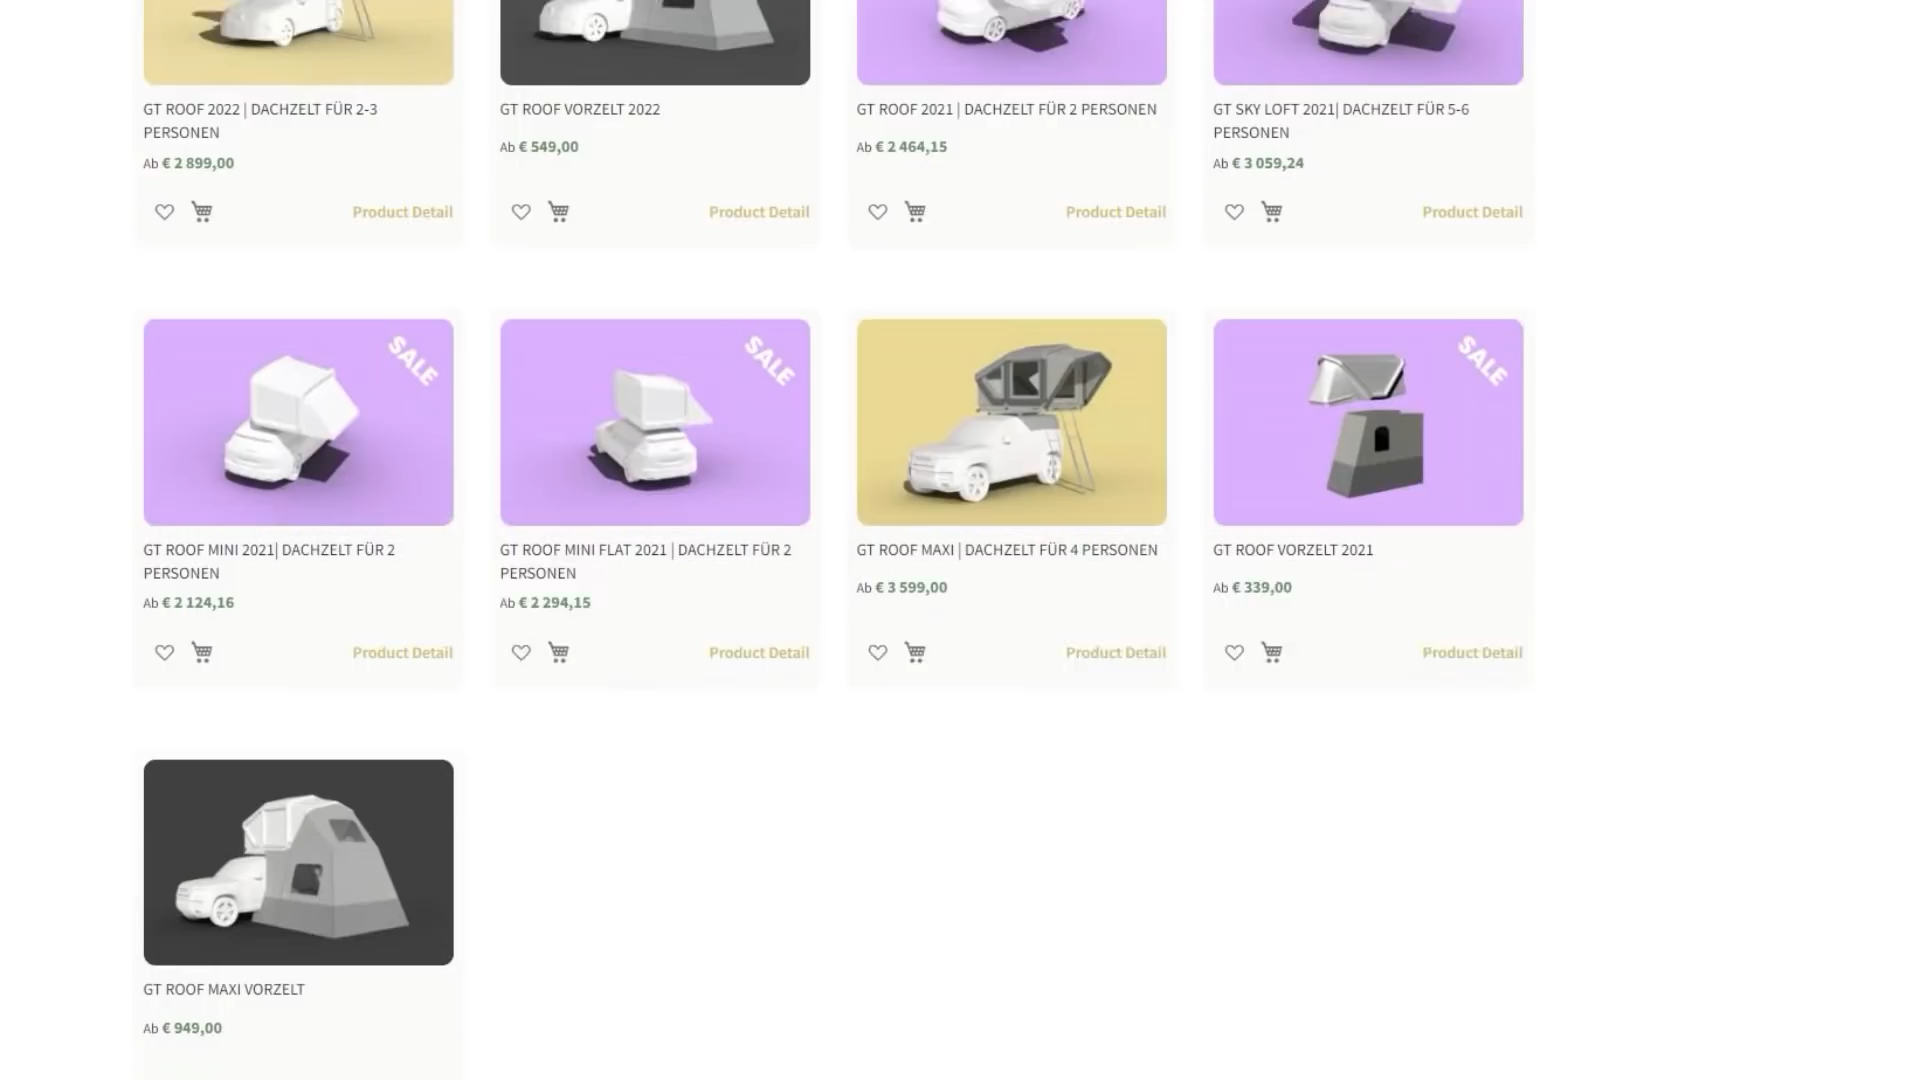 GT ROOF 2022 | DACHZELT FÜR 2-3
PERSONEN
Ab € 2 899,00
Product Detail
GT ROOF VORZELT 2022
Ab € 549,00
Product Detail
GT ROOF 2021 | DACHZELT FÜR 2 PERSONEN
Ab € 2 464,15
Product Detail
GT SKY LOFT 2021| DACHZELT FÜR 5-6
PERSONEN
Ab € 3 059,24
Product Detail
SALE
GT ROOF MINI 2021| DACHZELT FÜR 2
PERSONEN
Ab € 2 124,16
Product Detail
SALE
GT ROOF MINI FLAT 2021 | DACHZELT FÜR 2
PERSONEN
Ab € 2 294,15
Product Detail
GT ROOF MAXI | DACHZELT FÜR 4 PERSONEN
Ab € 3 599,00
Product Detail
SALE
GT ROOF VORZELT 2021
Ab € 339,00
Product Detail
GT ROOF MAXI VORZELT
Ab € 949,00